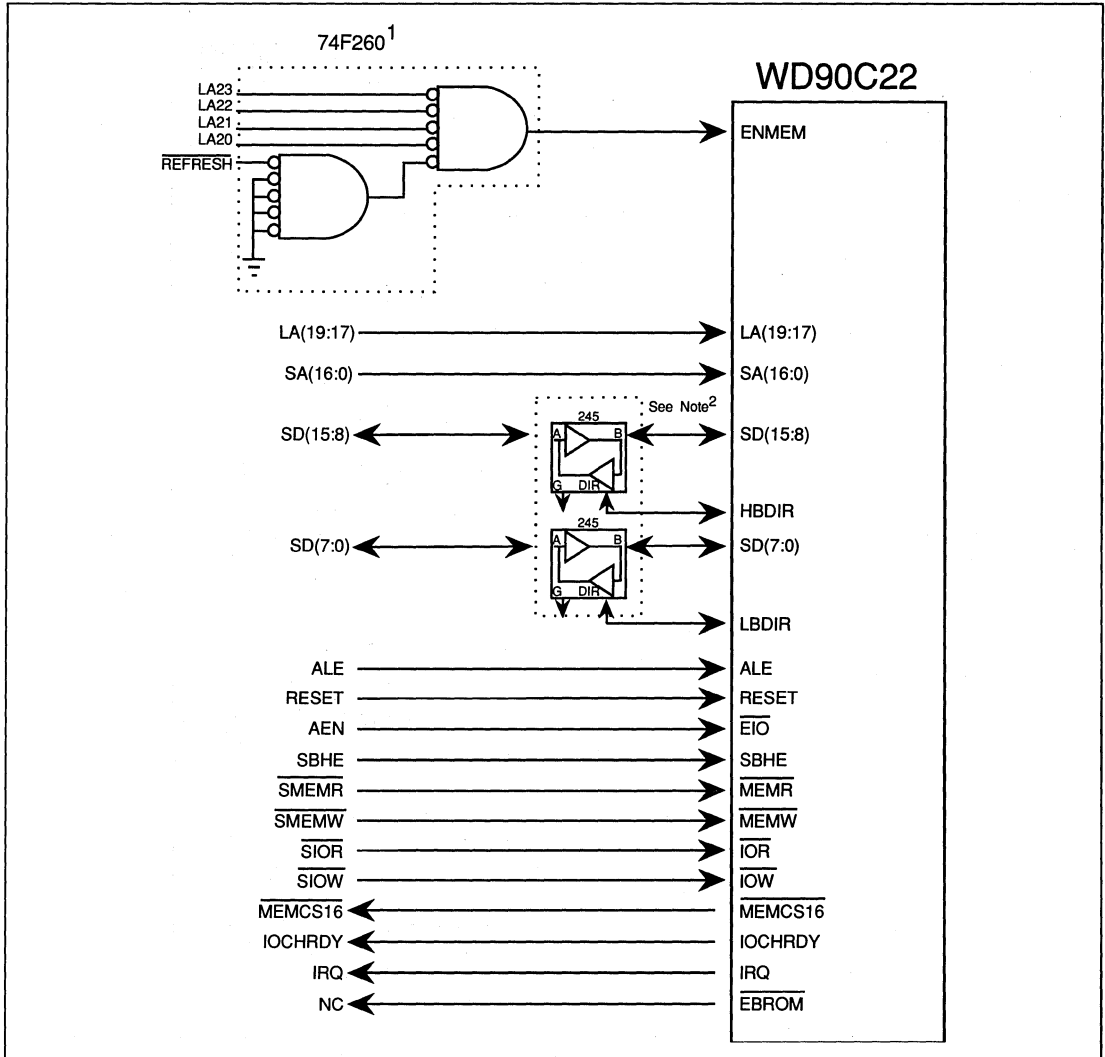 74F260¹
WD90C22
LA23
LA22
LA21
LA20
REFRESH
ENMEM
LA(19:17) LA(19:17)
SA(16:0) SA(16:0)
See Note²
245
SD(15:8) A B SD(15:8)
G DIR
HBDIR
245
SD(7:0) A B SD(7:0)
G DIR
LBDIR
ALE ALE
RESET RESET
AEN EIO
SBHE SBHE
SMEMR MEMR
SMEMW MEMW
SIOR IOR
SIOW IOW
MEMCS16 MEMCS16
IOCHRDY IOCHRDY
IRQ IRQ
NC EBROM